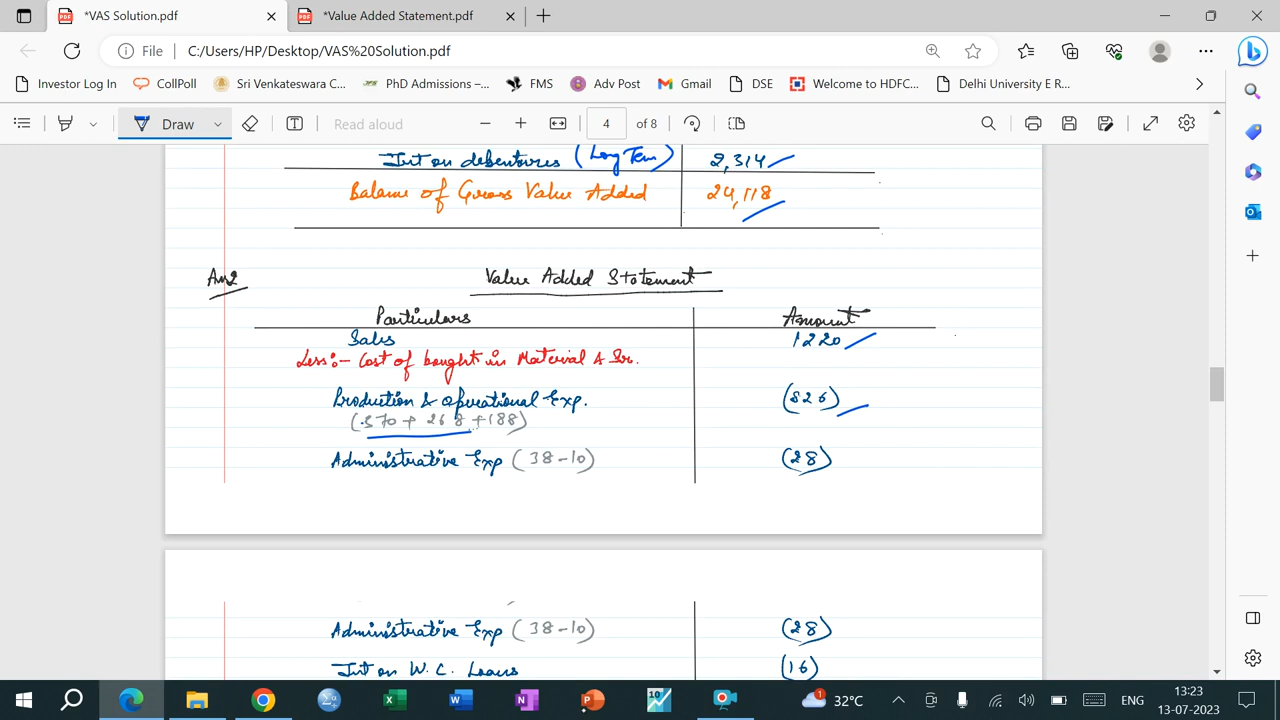 *VAS Solution.pdf
*Value Added Statement.pdf
File C:/Users/HP/Desktop/VAS%20Solution.pdf
Investor Log In CollPoll Sri Venkateswara C... PhD Admissions –... FMS Adv Post Gmail DSE Welcome to HDFC... Delhi University E R...
Draw Read aloud 4 of 8
Int on debentures (Long Term) 2,314
Balance of Gross Value Added 24,118
Ans2 Value Added Statement
Particulars Amount
Sales 1220
Less:- Cost of bought in Material & Sr.
Production & operational Exp. (826)
(370 + 268 + 188)
Administrative Exp (38-10) (28)
Administrative Exp (38-10) (28)
Int on W.C. Loans (16)
32°C ENG 13:23
13-07-2023